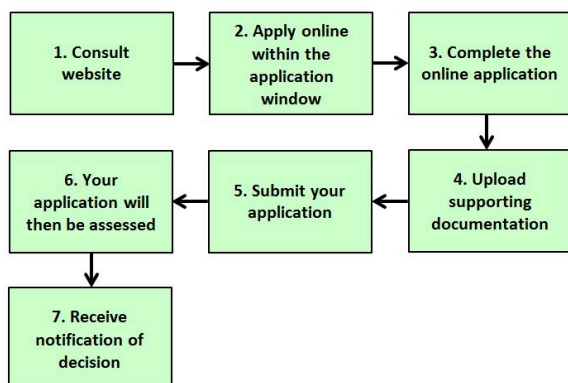 1. Consult
website
2. Apply online
within the
application
window
3. Complete the
online application
4. Upload
supporting
documentation
5. Submit your
application
6. Your
application will
then be assessed
7. Receive
notification of
decision